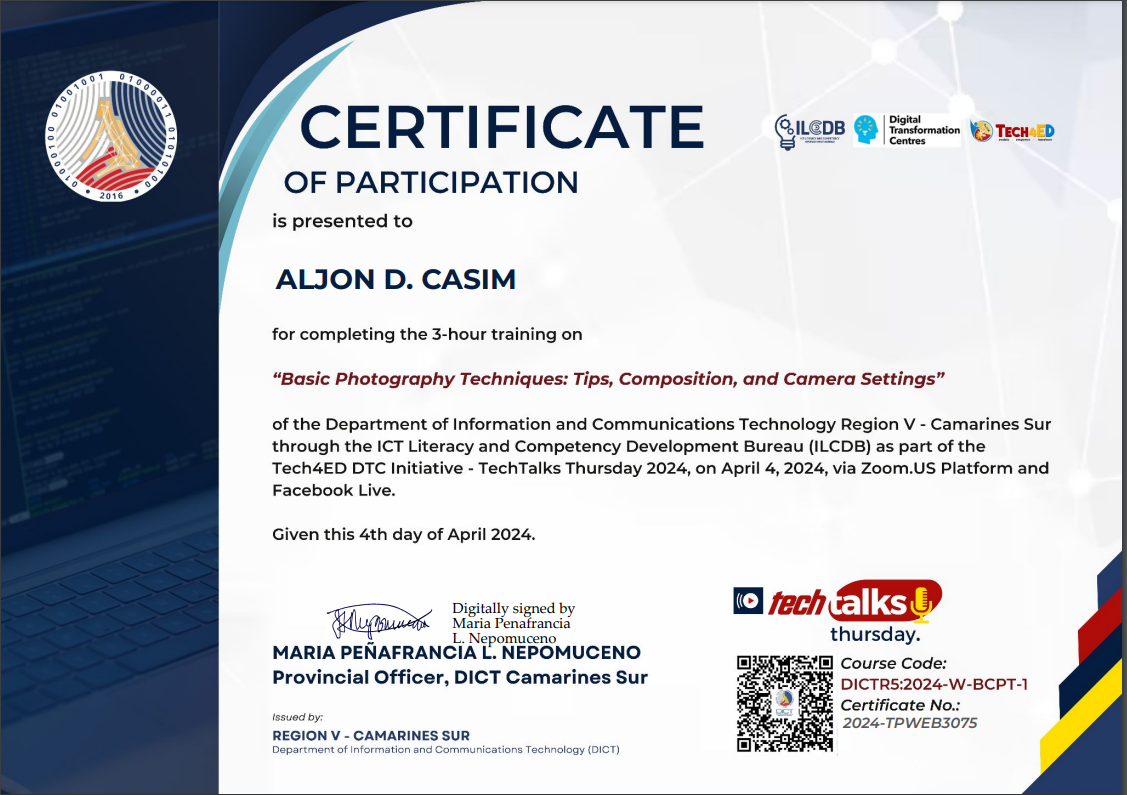 01000100 01001001 01000011 01010100
2016
CERTIFICATE
OF PARTICIPATION
ILCDB
Digital
Transformation
Centres
TECH4ED
is presented to
ALJON D. CASIM
for completing the 3-hour training on
“Basic Photography Techniques: Tips, Composition, and Camera Settings”
of the Department of Information and Communications Technology Region V - Camarines Sur
through the ICT Literacy and Competency Development Bureau (ILCDB) as part of the
Tech4ED DTC Initiative - TechTalks Thursday 2024, on April 4, 2024, via Zoom.US Platform and
Facebook Live.
Given this 4th day of April 2024.
Digitally signed by
Maria Penafrancia
L. Nepomuceno
MARIA PEÑAFRANCIA L. NEPOMUCENO
Provincial Officer, DICT Camarines Sur
Issued by:
REGION V - CAMARINES SUR
Department of Information and Communications Technology (DICT)
tech talks
thursday.
Course Code:
DICTR5:2024-W-BCPT-1
Certificate No.:
2024-TPWEB3075
DICT